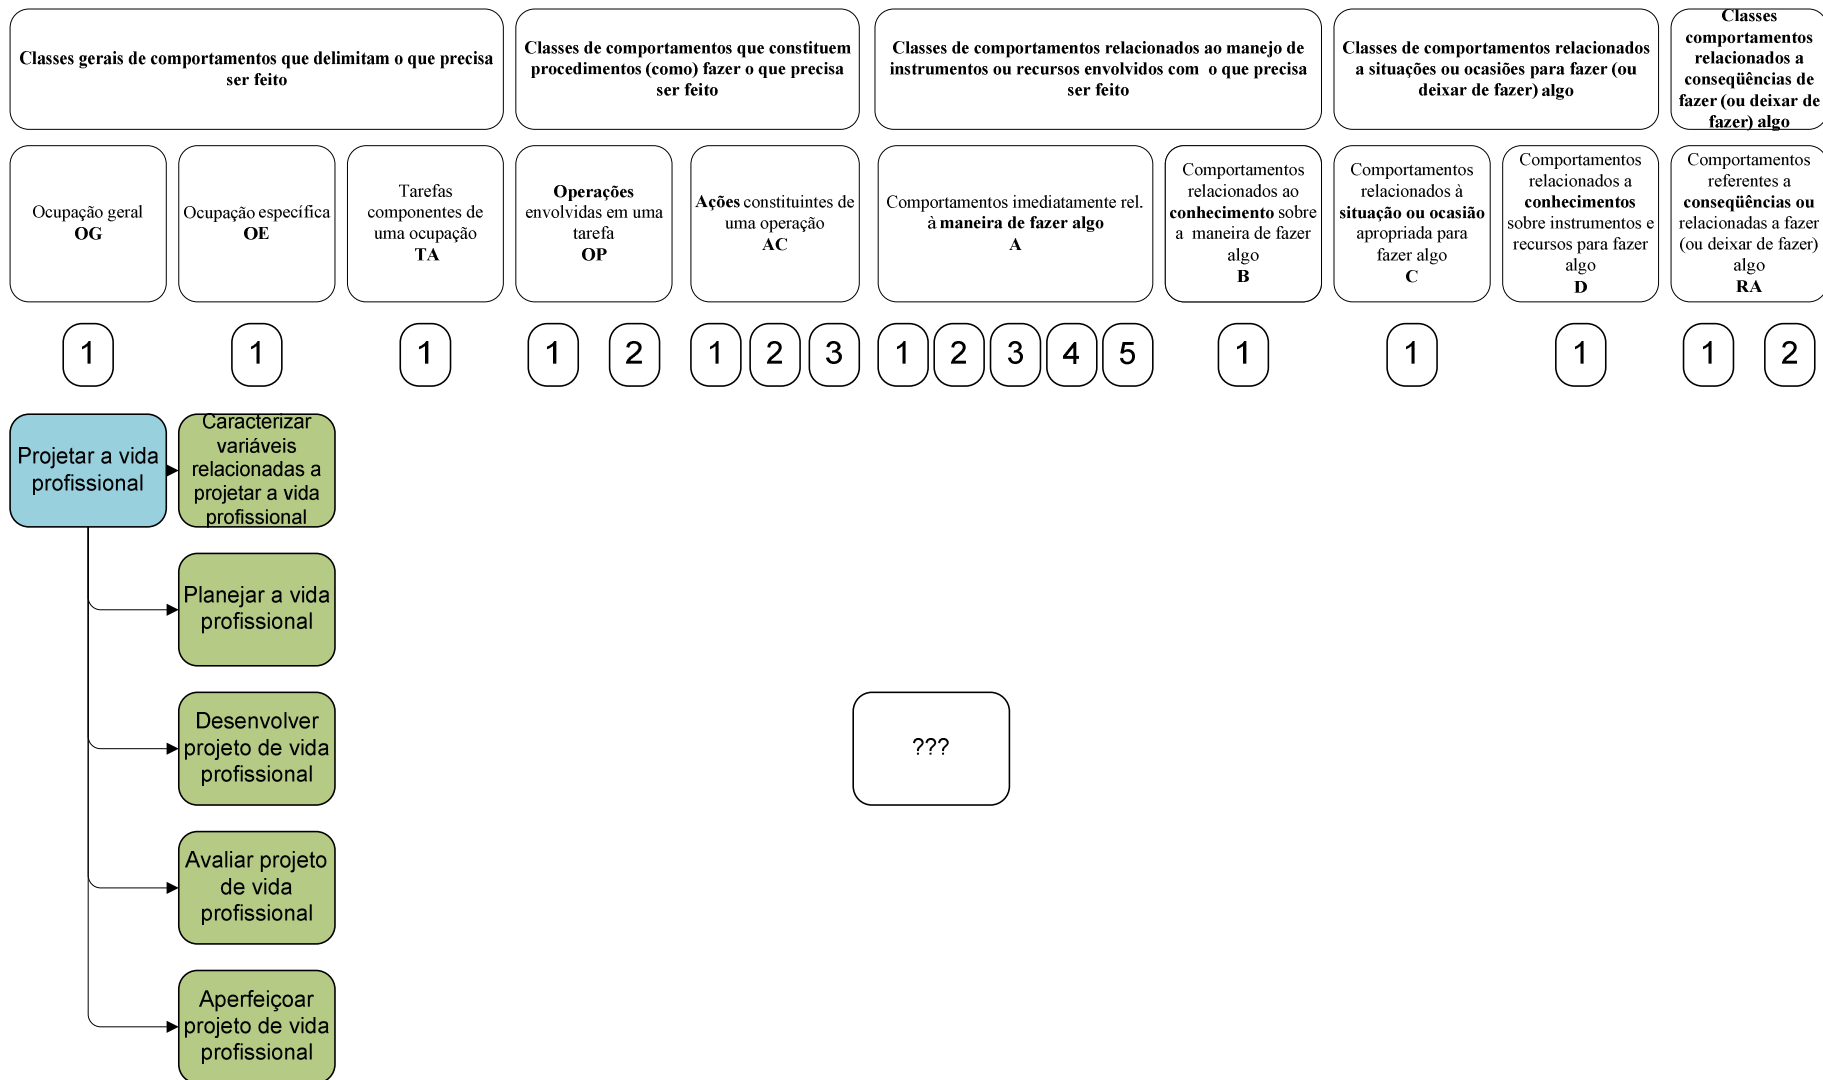 Classes gerais de comportamentos que delimitam o que precisa
ser feito
Classes de comportamentos que constituem
procedimentos (como) fazer o que precisa
ser feito
Classes de comportamentos relacionados ao manejo de
instrumentos ou recursos envolvidos com o que precisa
ser feito
Classes de comportamentos relacionados
a situações ou ocasiões para fazer (ou
deixar de fazer) algo
Classes
comportamentos
relacionados a
conseqüências de
fazer (ou deixar de
fazer) algo
Ocupação geral
OG
Ocupação específica
OE
Tarefas
componentes de
uma ocupação
TA
Operações
envolvidas em uma
tarefa
OP
Ações constituintes de
uma operação
AC
Comportamentos imediatamente rel.
à maneira de fazer algo
A
Comportamentos
relacionados ao
conhecimento sobre
a maneira de fazer
algo
B
Comportamentos
relacionados à
situação ou ocasião
apropriada para
fazer algo
C
Comportamentos
relacionados a
conhecimentos
sobre instrumentos e
recursos para fazer
algo
D
Comportamentos
referentes a
conseqüências ou
relacionadas a fazer
(ou deixar de fazer)
algo
RA
1 1 1 1 2 1 2 3 1 2 3 4 5 1 1 1 1 2
Projetar a vida
profissional
Caracterizar
variáveis
relacionadas a
projetar a vida
profissional
Planejar a vida
profissional
Desenvolver
projeto de vida
profissional
???
Avaliar projeto
de vida
profissional
Aperfeiçoar
projeto de vida
profissional